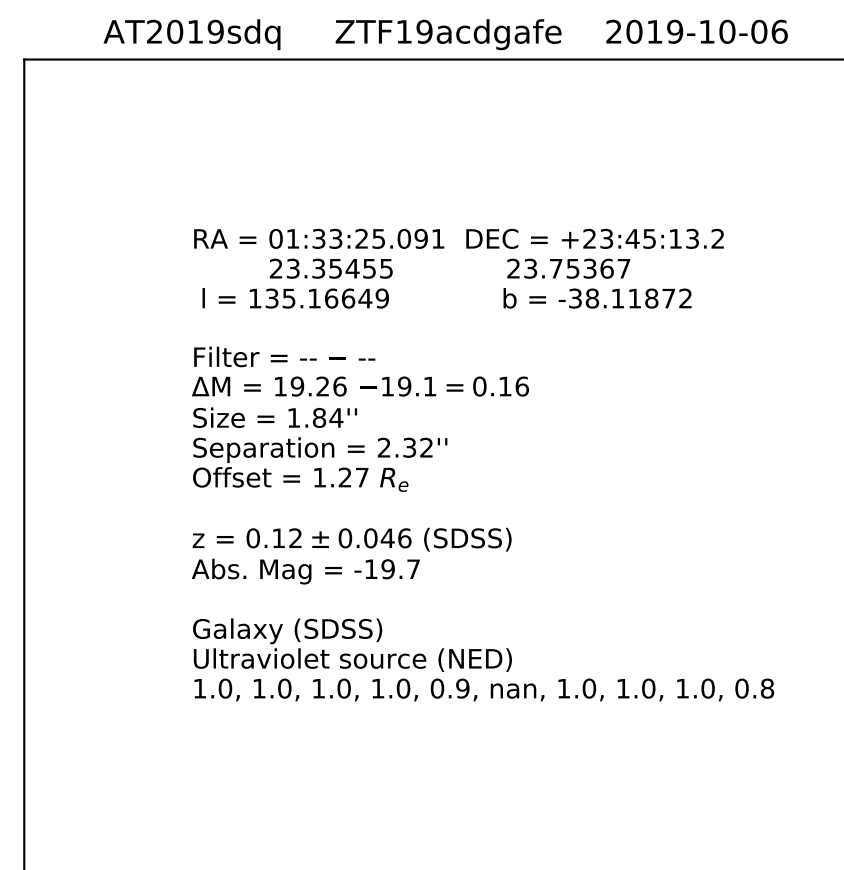 AT2019sdq ZTF19acdgafe 2019-10-06
RA = 01:33:25.091 DEC = +23:45:13.2
23.35455 23.75367
l = 135.16649 b = -38.11872
Filter = -- − --
ΔM = 19.26 −19.1 = 0.16
Size = 1.84''
Separation = 2.32''
Offset = 1.27 Re
z = 0.12 ± 0.046 (SDSS)
Abs. Mag = -19.7
Galaxy (SDSS)
Ultraviolet source (NED)
1.0, 1.0, 1.0, 1.0, 0.9, nan, 1.0, 1.0, 1.0, 0.8